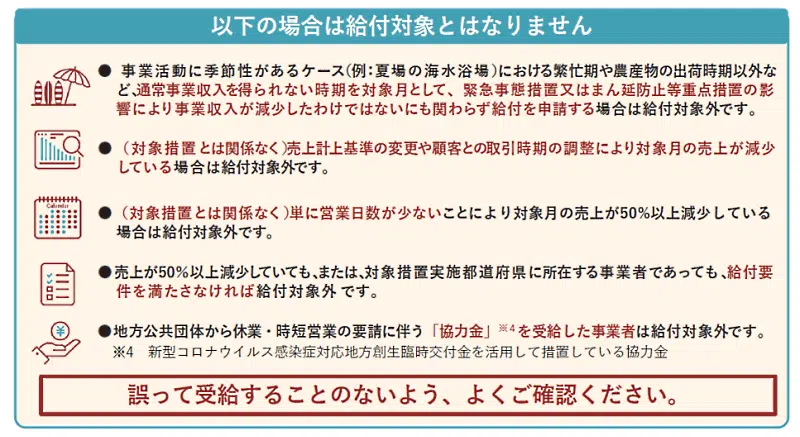 以下の場合は給付対象とはなりません
● 事業活動に季節性があるケース(例：夏場の海水浴場)における繁忙期や農産物の出荷時期以外な
ど、通常事業収入を得られない時期を対象月として、緊急事態措置又はまん延防止等重点措置の影
響により事業収入が減少したわけではないにも関わらず給付を申請する場合は給付対象外です。
● （対象措置とは関係なく）売上計上基準の変更や顧客との取引時期の調整により対象月の売上が減少
している場合は給付対象外です。
Calendar
● （対象措置とは関係なく）単に営業日数が少ないことにより対象月の売上が50%以上減少している
場合は給付対象外です。
●売上が50%以上減少していても、または、対象措置実施都道府県に所在する事業者であっても、給付要
件を満たさなければ給付対象外です。
¥
●地方公共団体から休業・時短営業の要請に伴う「協力金」※4を受給した事業者は給付対象外です。
※4 新型コロナウイルス感染症対応地方創生臨時交付金を活用して措置している協力金
誤って受給することのないよう、よくご確認ください。